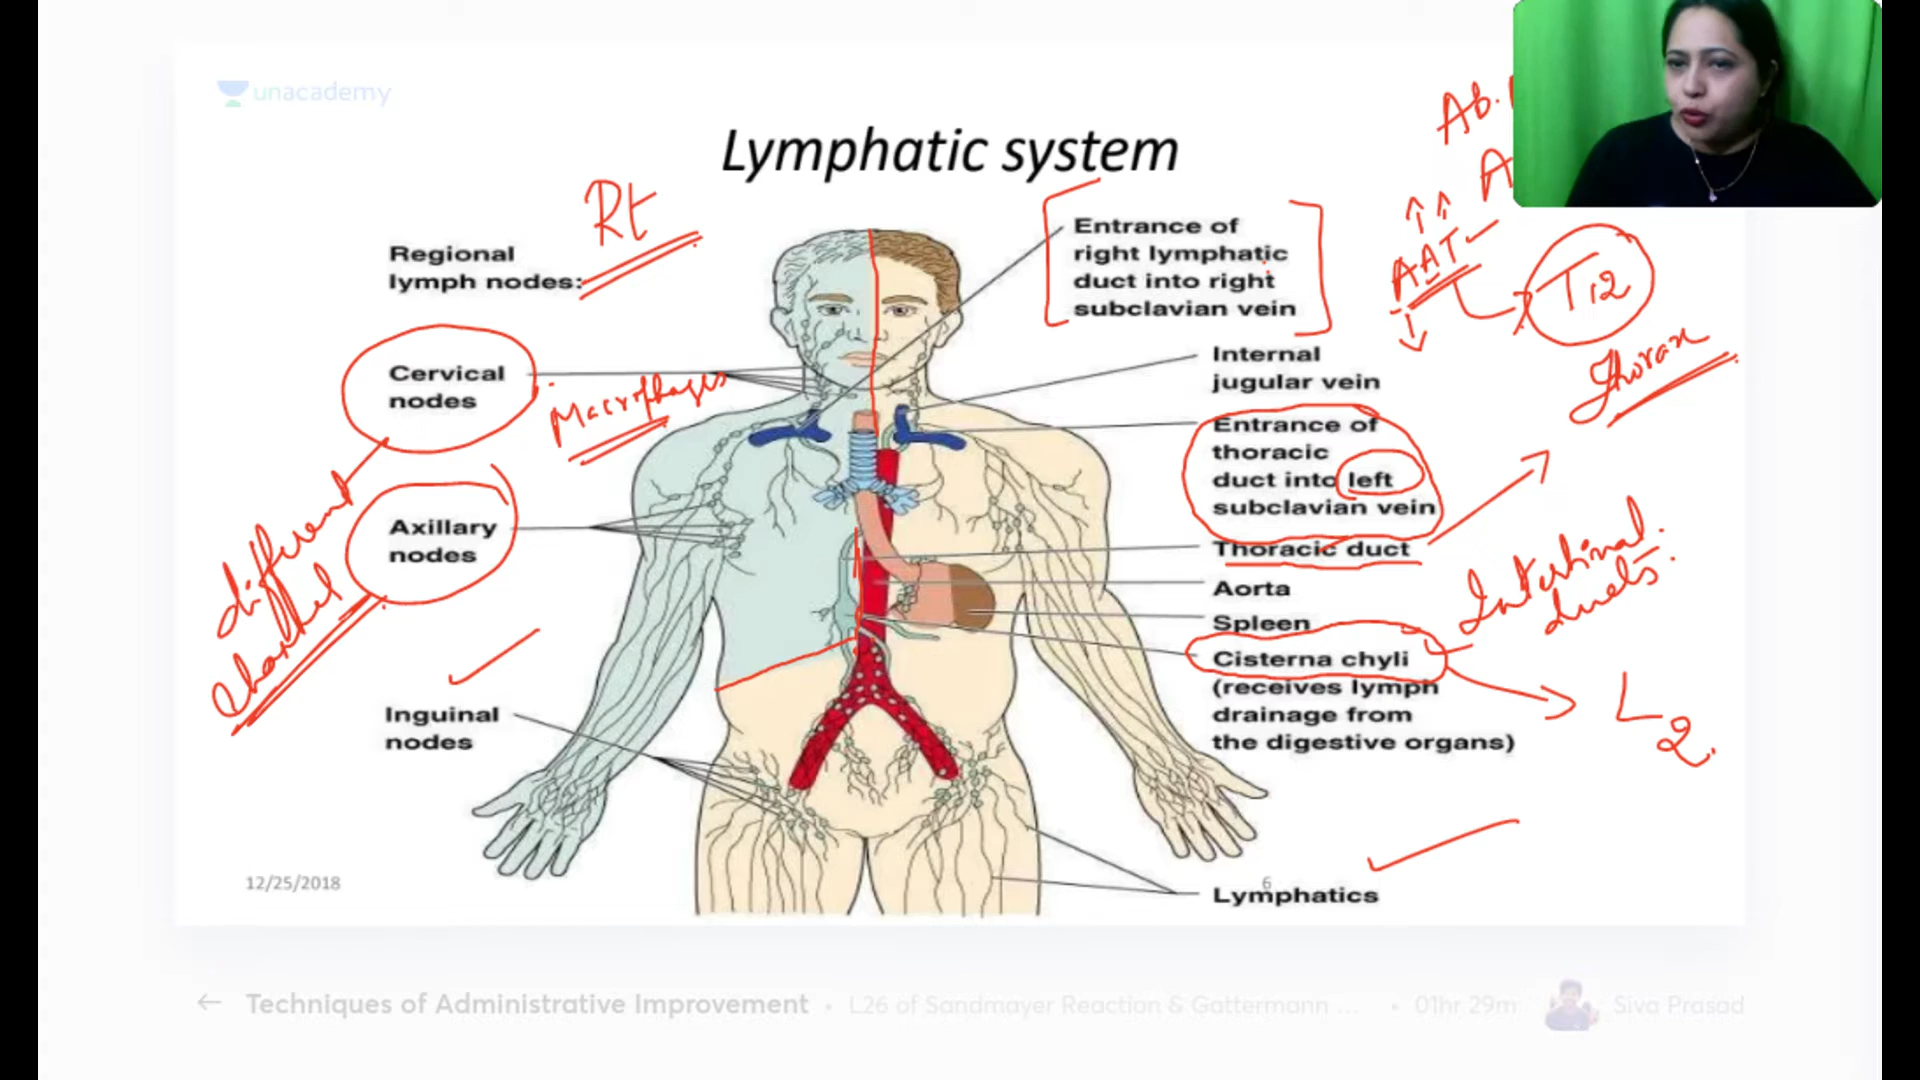 unacademy
Lymphatic system
Ab.
A
Rt
AAT
T12
Thorax
Regional
lymph nodes:
Entrance of
right lymphatic
duct into right
subclavian vein
Cervical
nodes
Macrophages
Internal
jugular vein
Entrance of
thoracic
duct into left
subclavian vein
different
channel
Axillary
nodes
Thoracic duct
Intestinal
ducts.
Aorta
Spleen
Cisterna chyli
(receives lymph
drainage from
the digestive organs)
L2.
Inguinal
nodes
12/25/2018
6
Lymphatics
← Techniques of Administrative Improvement • L26 of Sandmayer Reaction & Gattermann ... • 01hr 29m Siva Prasad